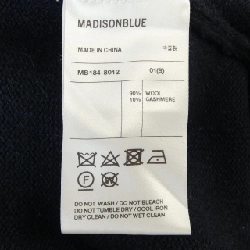 MADISONBLUE
MADE IN CHINA
MB184-8012 01(S)
90% WOOL
10% CASHMERE
DO NOT WASH / DO NOT BLEACH
DO NOT TUMBLE DRY / COOL IRON
DRY CLEAN / DO NOT WET CLEAN